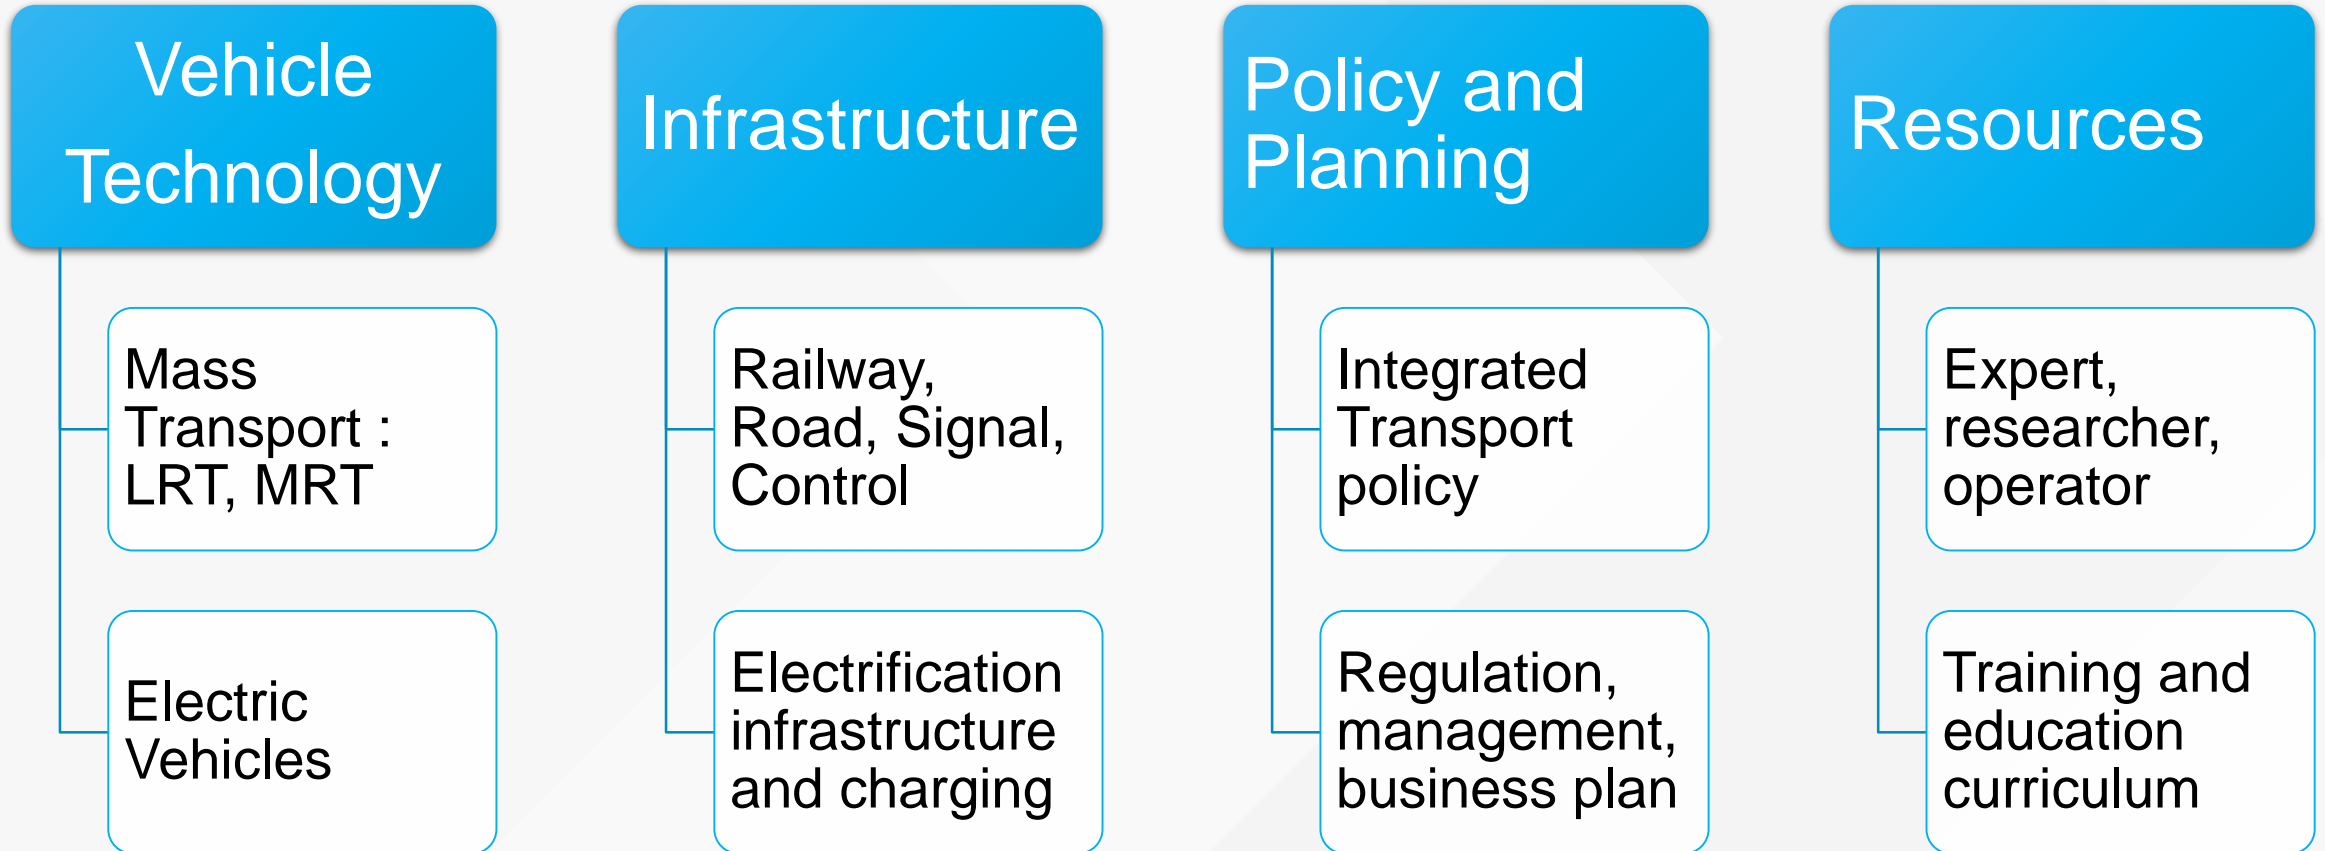 Vehicle
Technology
Mass
Transport :
LRT, MRT
Electric
Vehicles
Infrastructure
Railway,
Road, Signal,
Control
Electrification
infrastructure
and charging
Policy and
Planning
Integrated
Transport
policy
Regulation,
management,
business plan
Resources
Expert,
researcher,
operator
Training and
education
curriculum